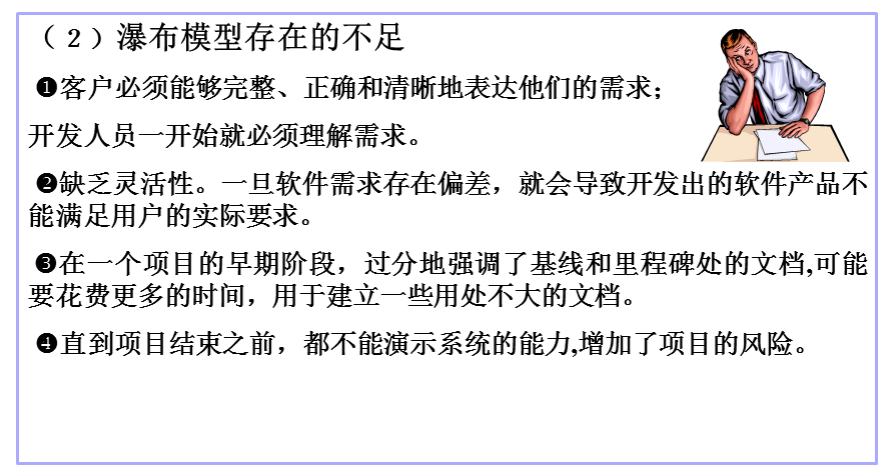 （2）瀑布模型存在的不足
❶客户必须能够完整、正确和清晰地表达他们的需求；
开发人员一开始就必须理解需求。
❷缺乏灵活性。一旦软件需求存在偏差，就会导致开发出的软件产品不
能满足用户的实际要求。
❸在一个项目的早期阶段，过分地强调了基线和里程碑处的文档,可能
要花费更多的时间，用于建立一些用处不大的文档。
❹直到项目结束之前，都不能演示系统的能力,增加了项目的风险。